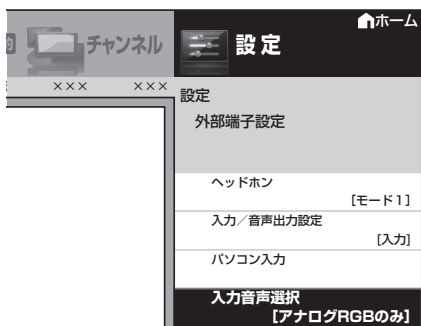 チャンネル
設定
ホーム
××× ×××
設定
外部端子設定
ヘッドホン
[モード1]
入力／音声出力設定
[入力]
パソコン入力
入力音声選択
[アナログRGBのみ]